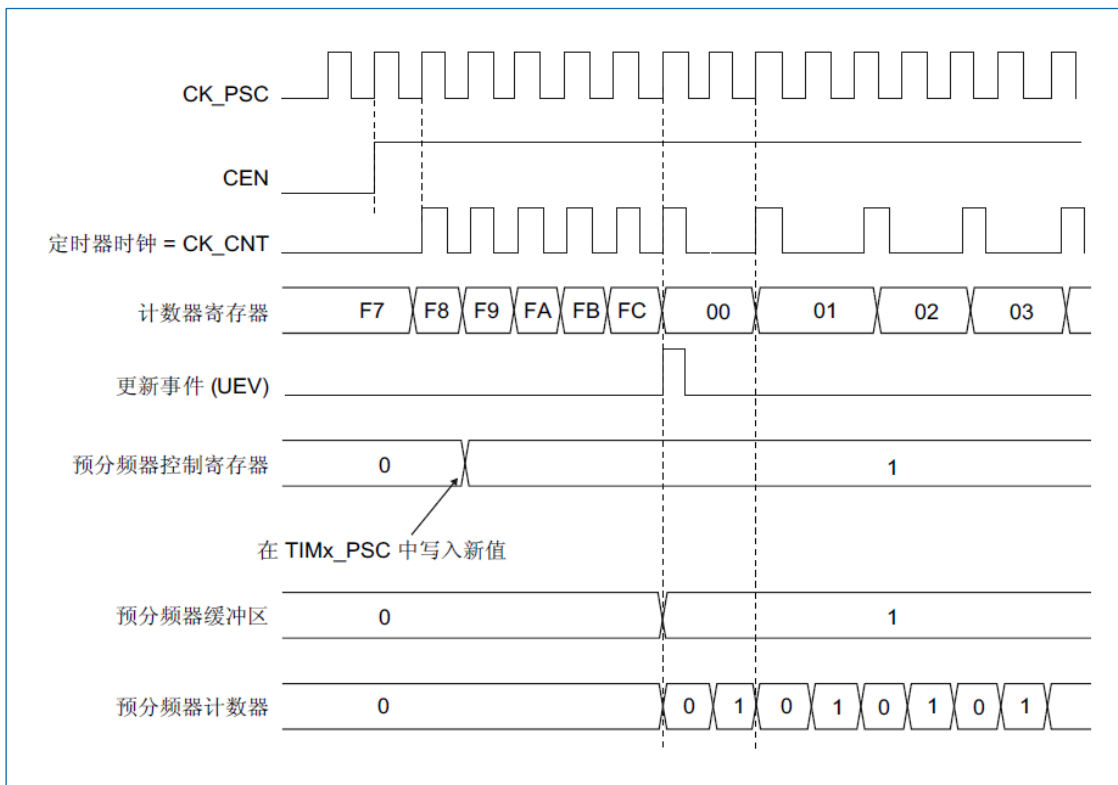 CK_PSC
CEN
定时器时钟 = CK_CNT
计数器寄存器 F7 F8 F9 FA FB FC 00 01 02 03
更新事件 (UEV)
预分频器控制寄存器 0 1
在 TIMx_PSC 中写入新值
预分频器缓冲区 0 1
预分频器计数器 0 0 1 0 1 0 1 0 1